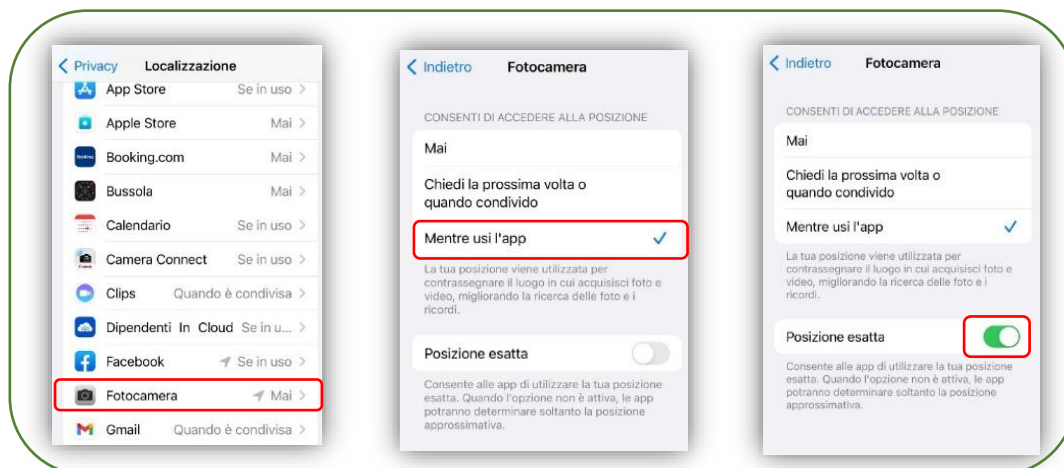 Privacy Localizzazione
App Store Se in uso
Apple Store Mai
Booking.com Mai
Bussola Mai
Calendario Se in uso
Camera Connect Se in uso
Clips Quando è condivisa
Dipendenti In Cloud Se in u...
Facebook Se in uso
Fotocamera Mai
Gmail Quando è condivisa
Indietro Fotocamera
CONSENTI DI ACCEDERE ALLA POSIZIONE
Mai
Chiedi la prossima volta o
quando condivido
Mentre usi l'app
La tua posizione viene utilizzata per
contrassegnare il luogo in cui acquisisci foto e
video, migliorando la ricerca delle foto e i
ricordi.
Posizione esatta
Consente alle app di utilizzare la tua posizione
esatta. Quando l'opzione non è attiva, le app
potranno determinare soltanto la posizione
approssimativa.
Indietro Fotocamera
CONSENTI DI ACCEDERE ALLA POSIZIONE
Mai
Chiedi la prossima volta o
quando condivido
Mentre usi l'app
La tua posizione viene utilizzata per
contrassegnare il luogo in cui acquisisci foto e
video, migliorando la ricerca delle foto e i
ricordi.
Posizione esatta
Consente alle app di utilizzare la tua posizione
esatta. Quando l'opzione non è attiva, le app
potranno determinare soltanto la posizione
approssimativa.